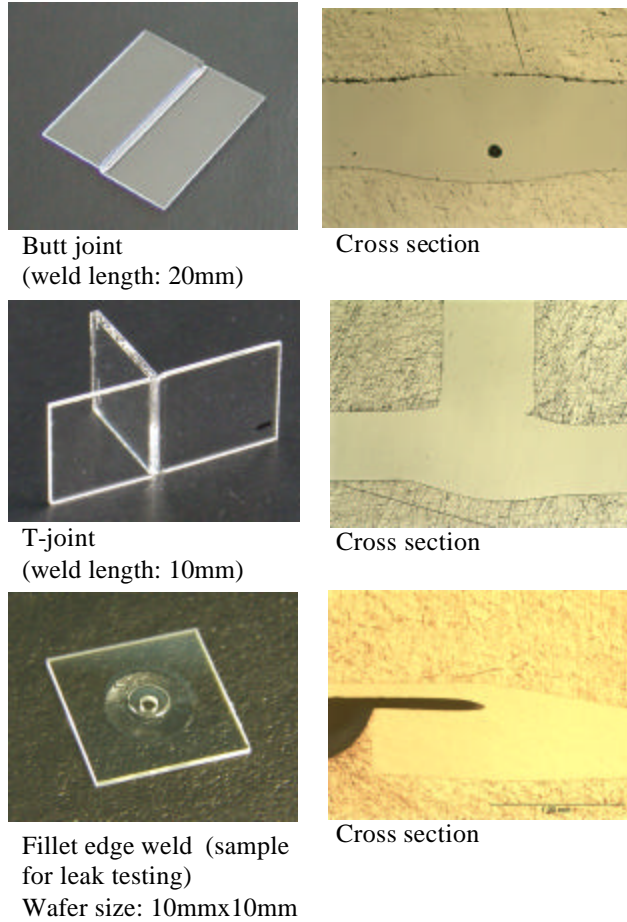 Butt joint
(weld length: 20mm)
Cross section
T-joint
(weld length: 10mm)
Cross section
Fillet edge weld (sample
for leak testing)
Wafer size: 10mmx10mm
mm
Cross section